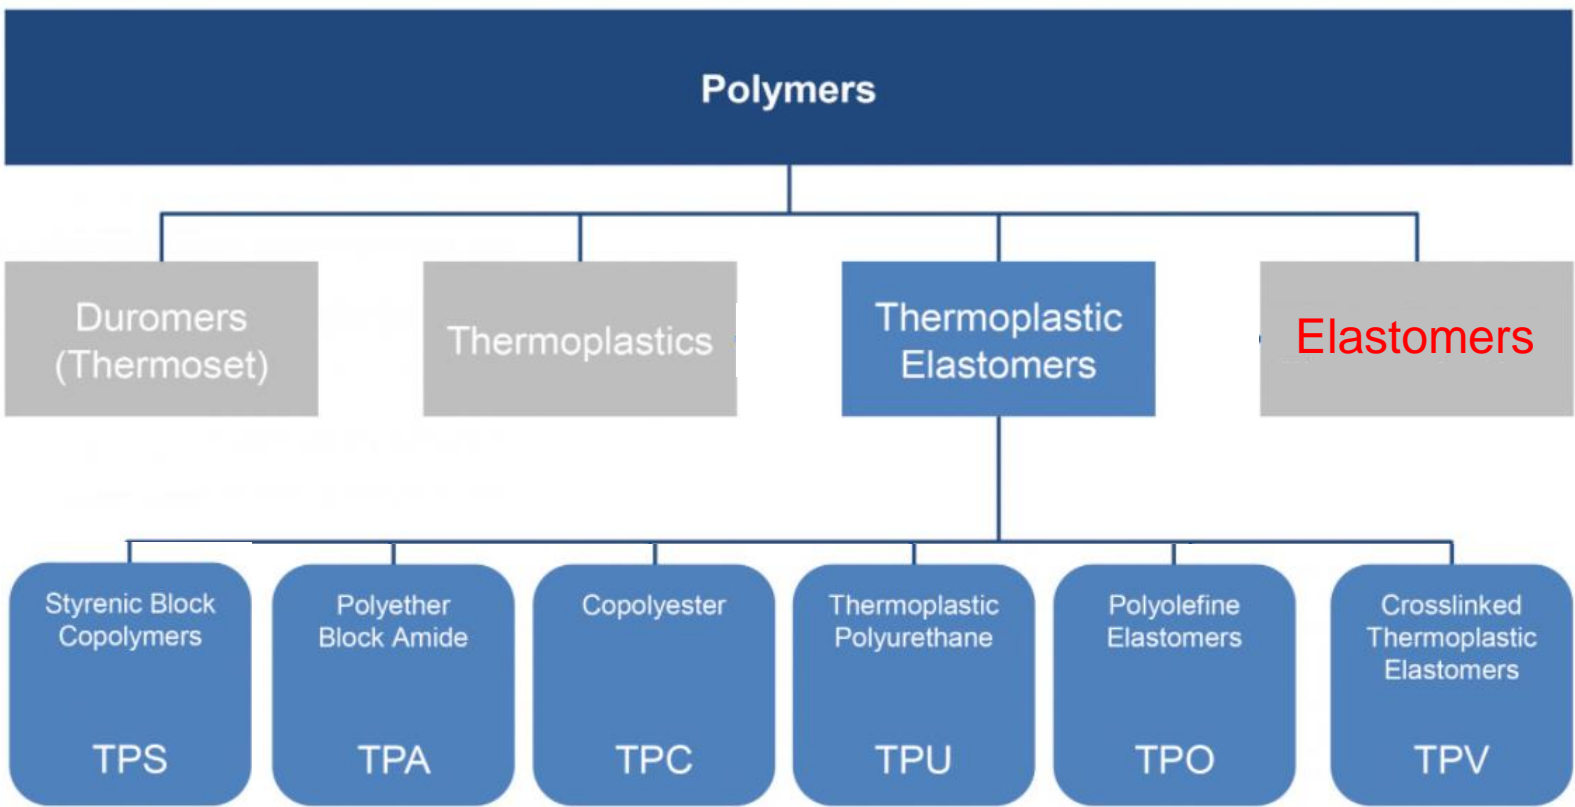 Polymers
Duromers
(Thermoset)
Thermoplastics
Thermoplastic
Elastomers
Elastomers
Styrenic Block
Copolymers
TPS
Polyether
Block Amide
TPA
Copolyester
TPC
Thermoplastic
Polyurethane
TPU
Polyolefine
Elastomers
TPO
Crosslinked
Thermoplastic
Elastomers
TPV